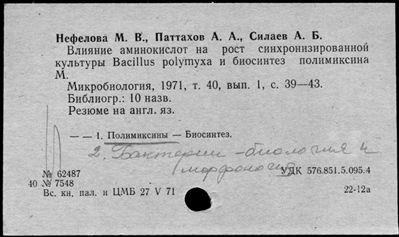 Нефелова М. В., Паттахов А. А., Силаев А. Б.
Влияние аминокислот на рост синхронизированной
культуры Bacillus polymyxa и биосинтез полимиксина
М.
Микробиология, 1971, т. 40, вып. 1, с. 39—43.
Библиогр.: 10 назв.
Резюме на англ. яз.
— — 1. Полимиксины — Биосинтез.
2. Бактерии - биология и
морфология
№ 62487
УДК 576.851.5.095.4
40 № 7548
Вс. кн. пал. и ЦМБ 27 V 71
22-12а